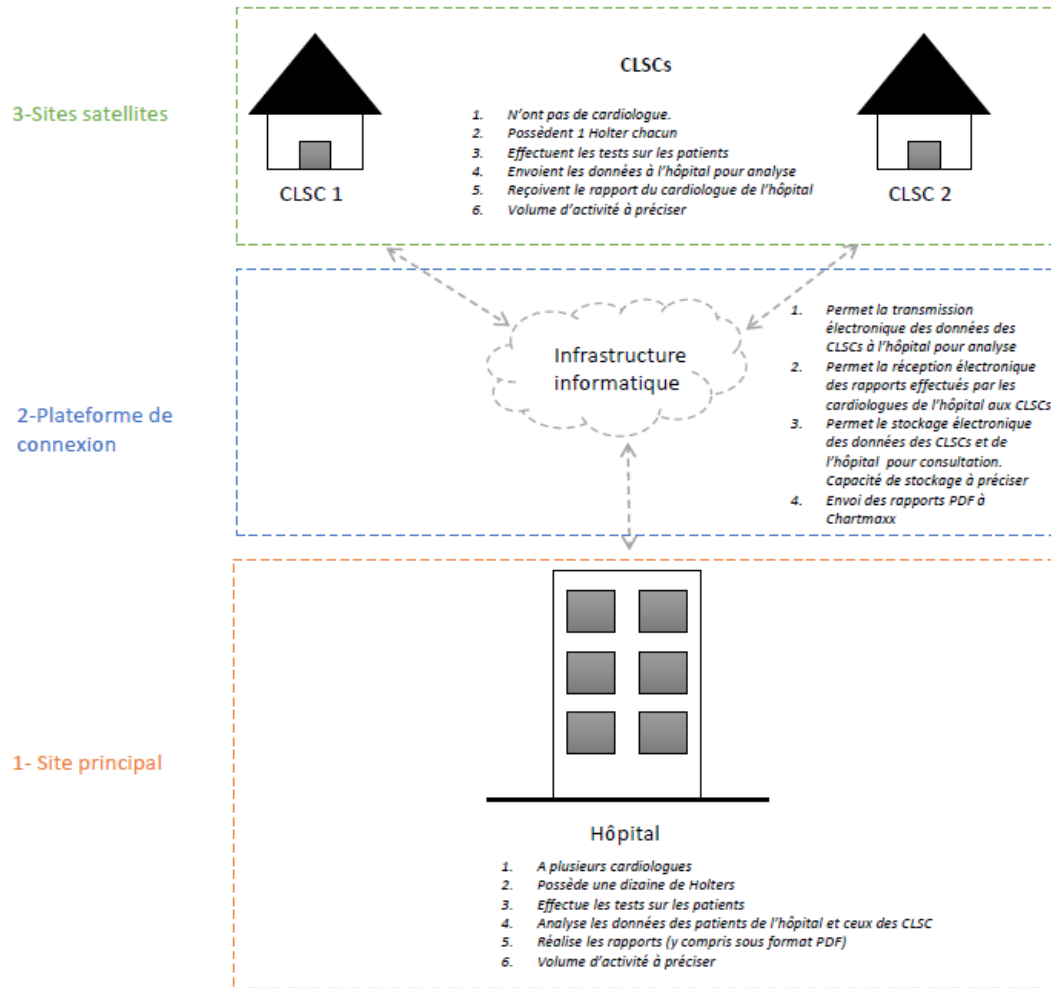 3-Sites satellites
CLSCs
1. N'ont pas de cardiologue.
2. Possèdent 1 Holter chacun
3. Effectuent les tests sur les patients
4. Envoient les données à l'hôpital pour analyse
5. Reçoivent le rapport du cardiologue de l'hôpital
6. Volume d'activité à préciser
CLSC 1
CLSC 2
2-Plateforme de
connexion
Infrastructure
informatique
1. Permet la transmission
électronique des données des
CLSCs à l'hôpital pour analyse
2. Permet la réception électronique
des rapports effectués par les
cardiologues de l'hôpital aux CLSCs
3. Permet le stockage électronique
des données des CLSCs et de
l'hôpital pour consultation.
Capacité de stockage à préciser
4. Envoi des rapports PDF à
Chartmaxx
1- Site principal
Hôpital
1. A plusieurs cardiologues
2. Possède une dizaine de Holters
3. Effectue les tests sur les patients
4. Analyse les données des patients de l'hôpital et ceux des CLSC
5. Réalise les rapports (y compris sous format PDF)
6. Volume d'activité à préciser